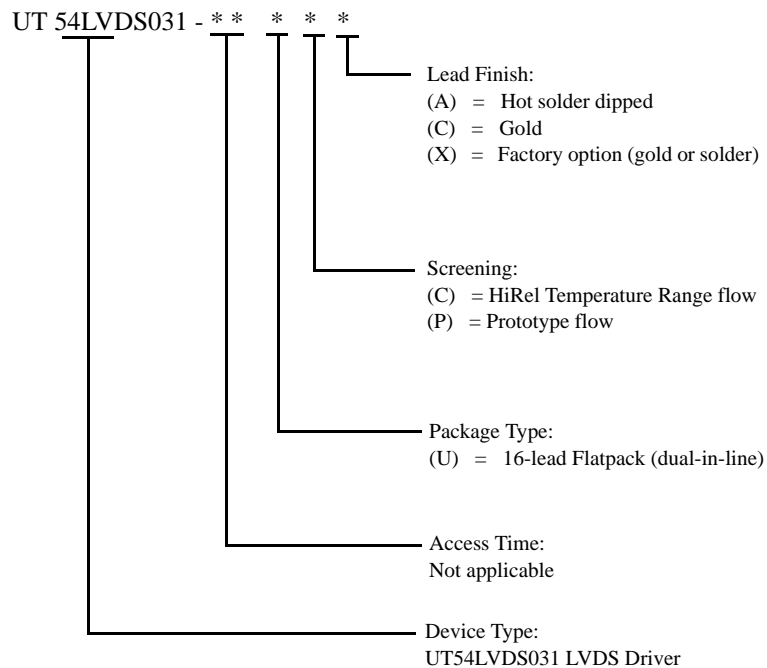 UT 54LVDS031 - * * * * *
Lead Finish:
(A) = Hot solder dipped
(C) = Gold
(X) = Factory option (gold or solder)
Screening:
(C) = HiRel Temperature Range flow
(P) = Prototype flow
Package Type:
(U) = 16-lead Flatpack (dual-in-line)
Access Time:
Not applicable
Device Type:
UT54LVDS031 LVDS Driver